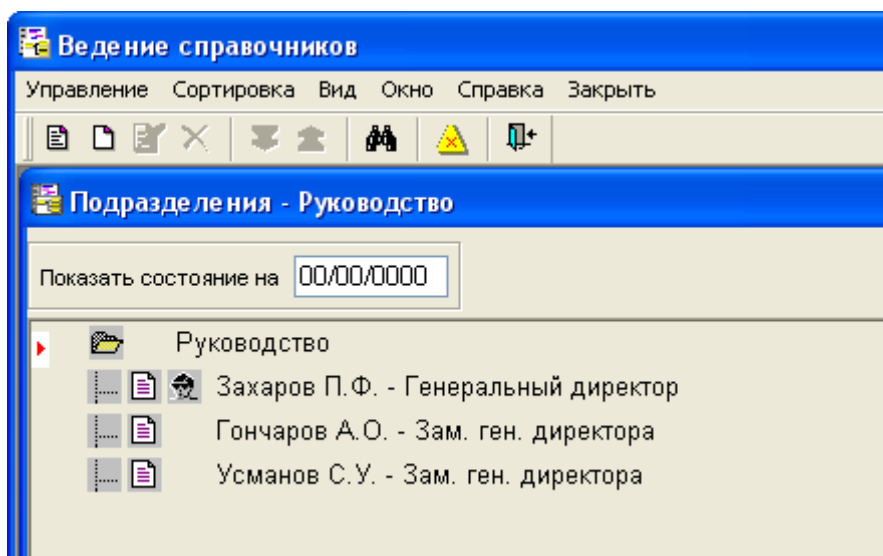 Ведение справочников
Управление Сортировка Вид Окно Справка Закрыть
Подразделения - Руководство
Показать состояние на 00/00/0000
Руководство
Захаров П.Ф. - Генеральный директор
Гончаров А.О. - Зам. ген. директора
Усманов С.У. - Зам. ген. директора